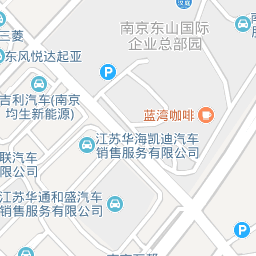 汉庭
南京东山国际
企业总部园
三菱
东风悦达起亚
吉利汽车(南京
均生新能源)
蓝湾咖啡
江苏华海凯迪汽车
销售服务有限公司
联汽车
有限公司
江苏华通和盛汽车
销售服务有限公司